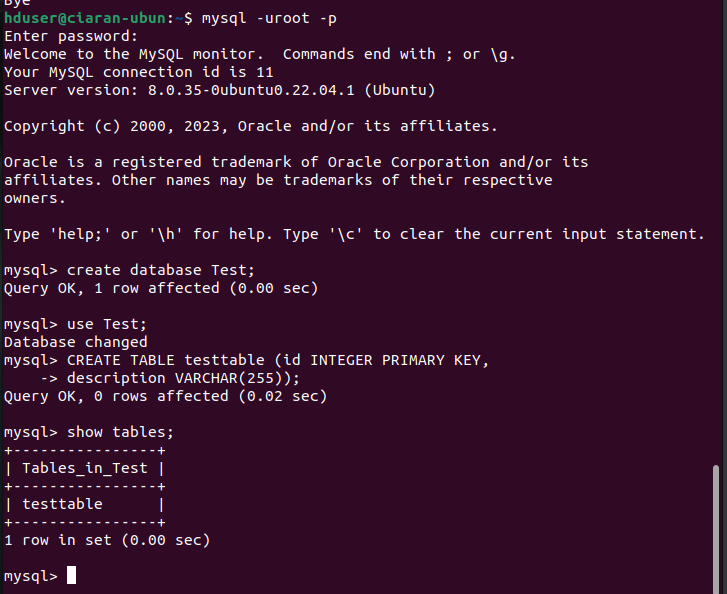 Bye
hduser@ciaran-ubun:~$ mysql -uroot -p
Enter password:
Welcome to the MySQL monitor.  Commands end with ; or \g.
Your MySQL connection id is 11
Server version: 8.0.35-0ubuntu0.22.04.1 (Ubuntu)

Copyright (c) 2000, 2023, Oracle and/or its affiliates.

Oracle is a registered trademark of Oracle Corporation and/or its
affiliates. Other names may be trademarks of their respective
owners.

Type 'help;' or '\h' for help. Type '\c' to clear the current input statement.

mysql> create database Test;
Query OK, 1 row affected (0.00 sec)

mysql> use Test;
Database changed
mysql> CREATE TABLE testtable (id INTEGER PRIMARY KEY,
    -> description VARCHAR(255));
Query OK, 0 rows affected (0.02 sec)

mysql> show tables;
+----------------+
| Tables_in_Test |
+----------------+
| testtable      |
+----------------+
1 row in set (0.00 sec)

mysql>